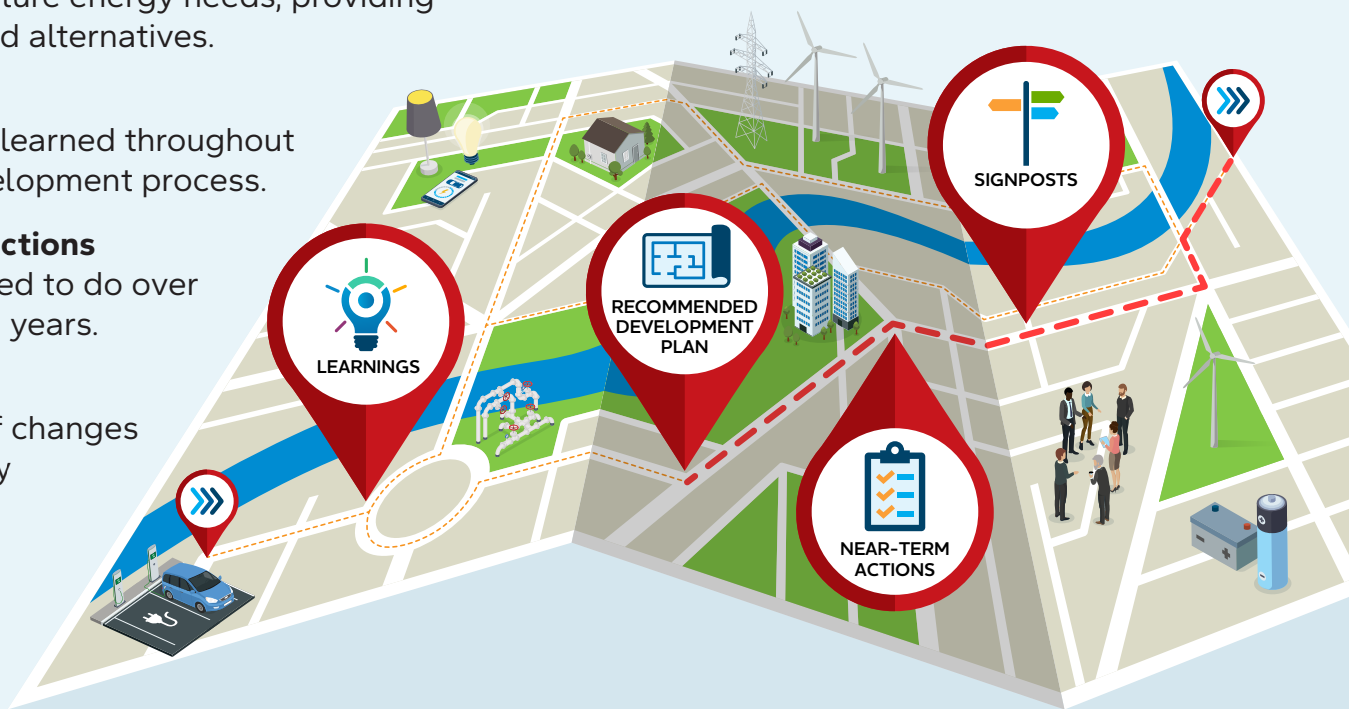 energy needs, providing
d alternatives.
learned throughout
elopment process.
ctions
ed to do over
years.
f changes
y
SIGNPOSTS
RECOMMENDED
DEVELOPMENT
PLAN
LEARNINGS
NEAR-TERM
ACTIONS